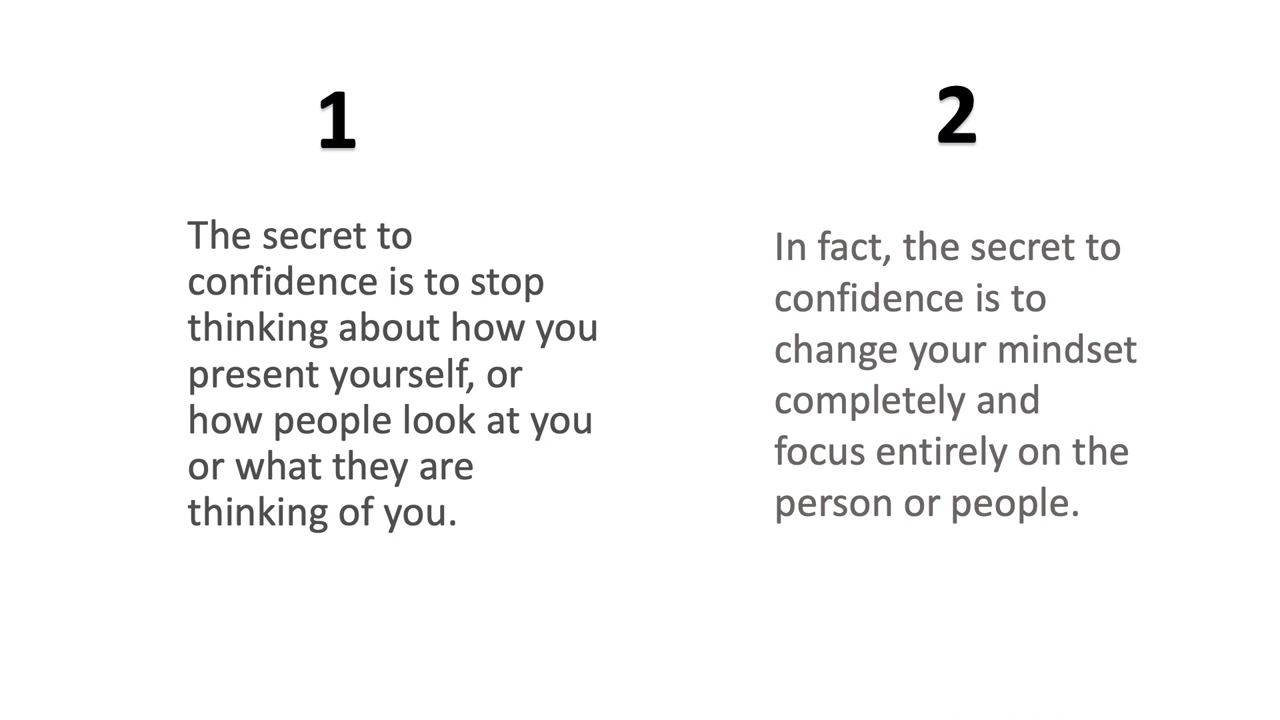 1
The secret to
confidence is to stop
thinking about how you
present yourself, or
how people look at you
or what they are
thinking of you.
2
In fact, the secret to
confidence is to
change your mindset
completely and
focus entirely on the
person or people.